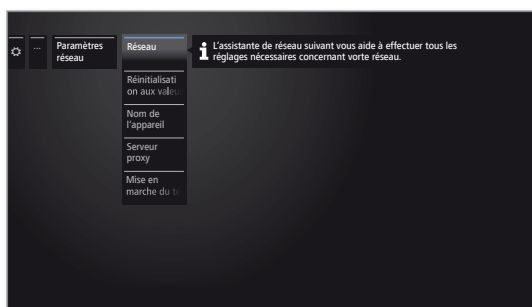 ...
Paramètres
réseau
Réseau
L'assistante de réseau suivant vous aide à effectuer tous les
réglages nécessaires concernant vorte réseau.
Réinitialisati
on aux valeu
Nom de
l'appareil
Serveur
proxy
Mise en
marche du